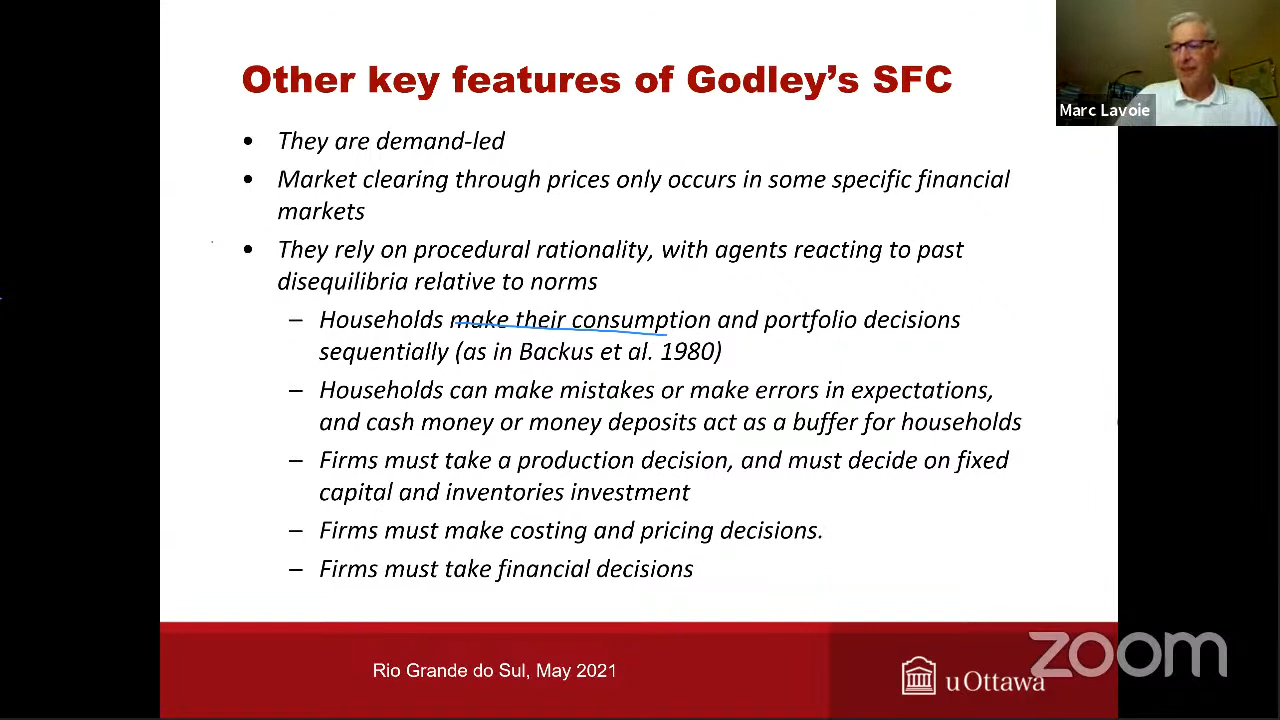 Other key features of Godley's SFC
Marc Lavoie
• They are demand-led
• Market clearing through prices only occurs in some specific financial
markets
• They rely on procedural rationality, with agents reacting to past
disequilibria relative to norms
– Households make their consumption and portfolio decisions
sequentially (as in Backus et al. 1980)
– Households can make mistakes or make errors in expectations,
and cash money or money deposits act as a buffer for households
– Firms must take a production decision, and must decide on fixed
capital and inventories investment
– Firms must make costing and pricing decisions.
– Firms must take financial decisions
Rio Grande do Sul, May 2021
uOttawa
zoom